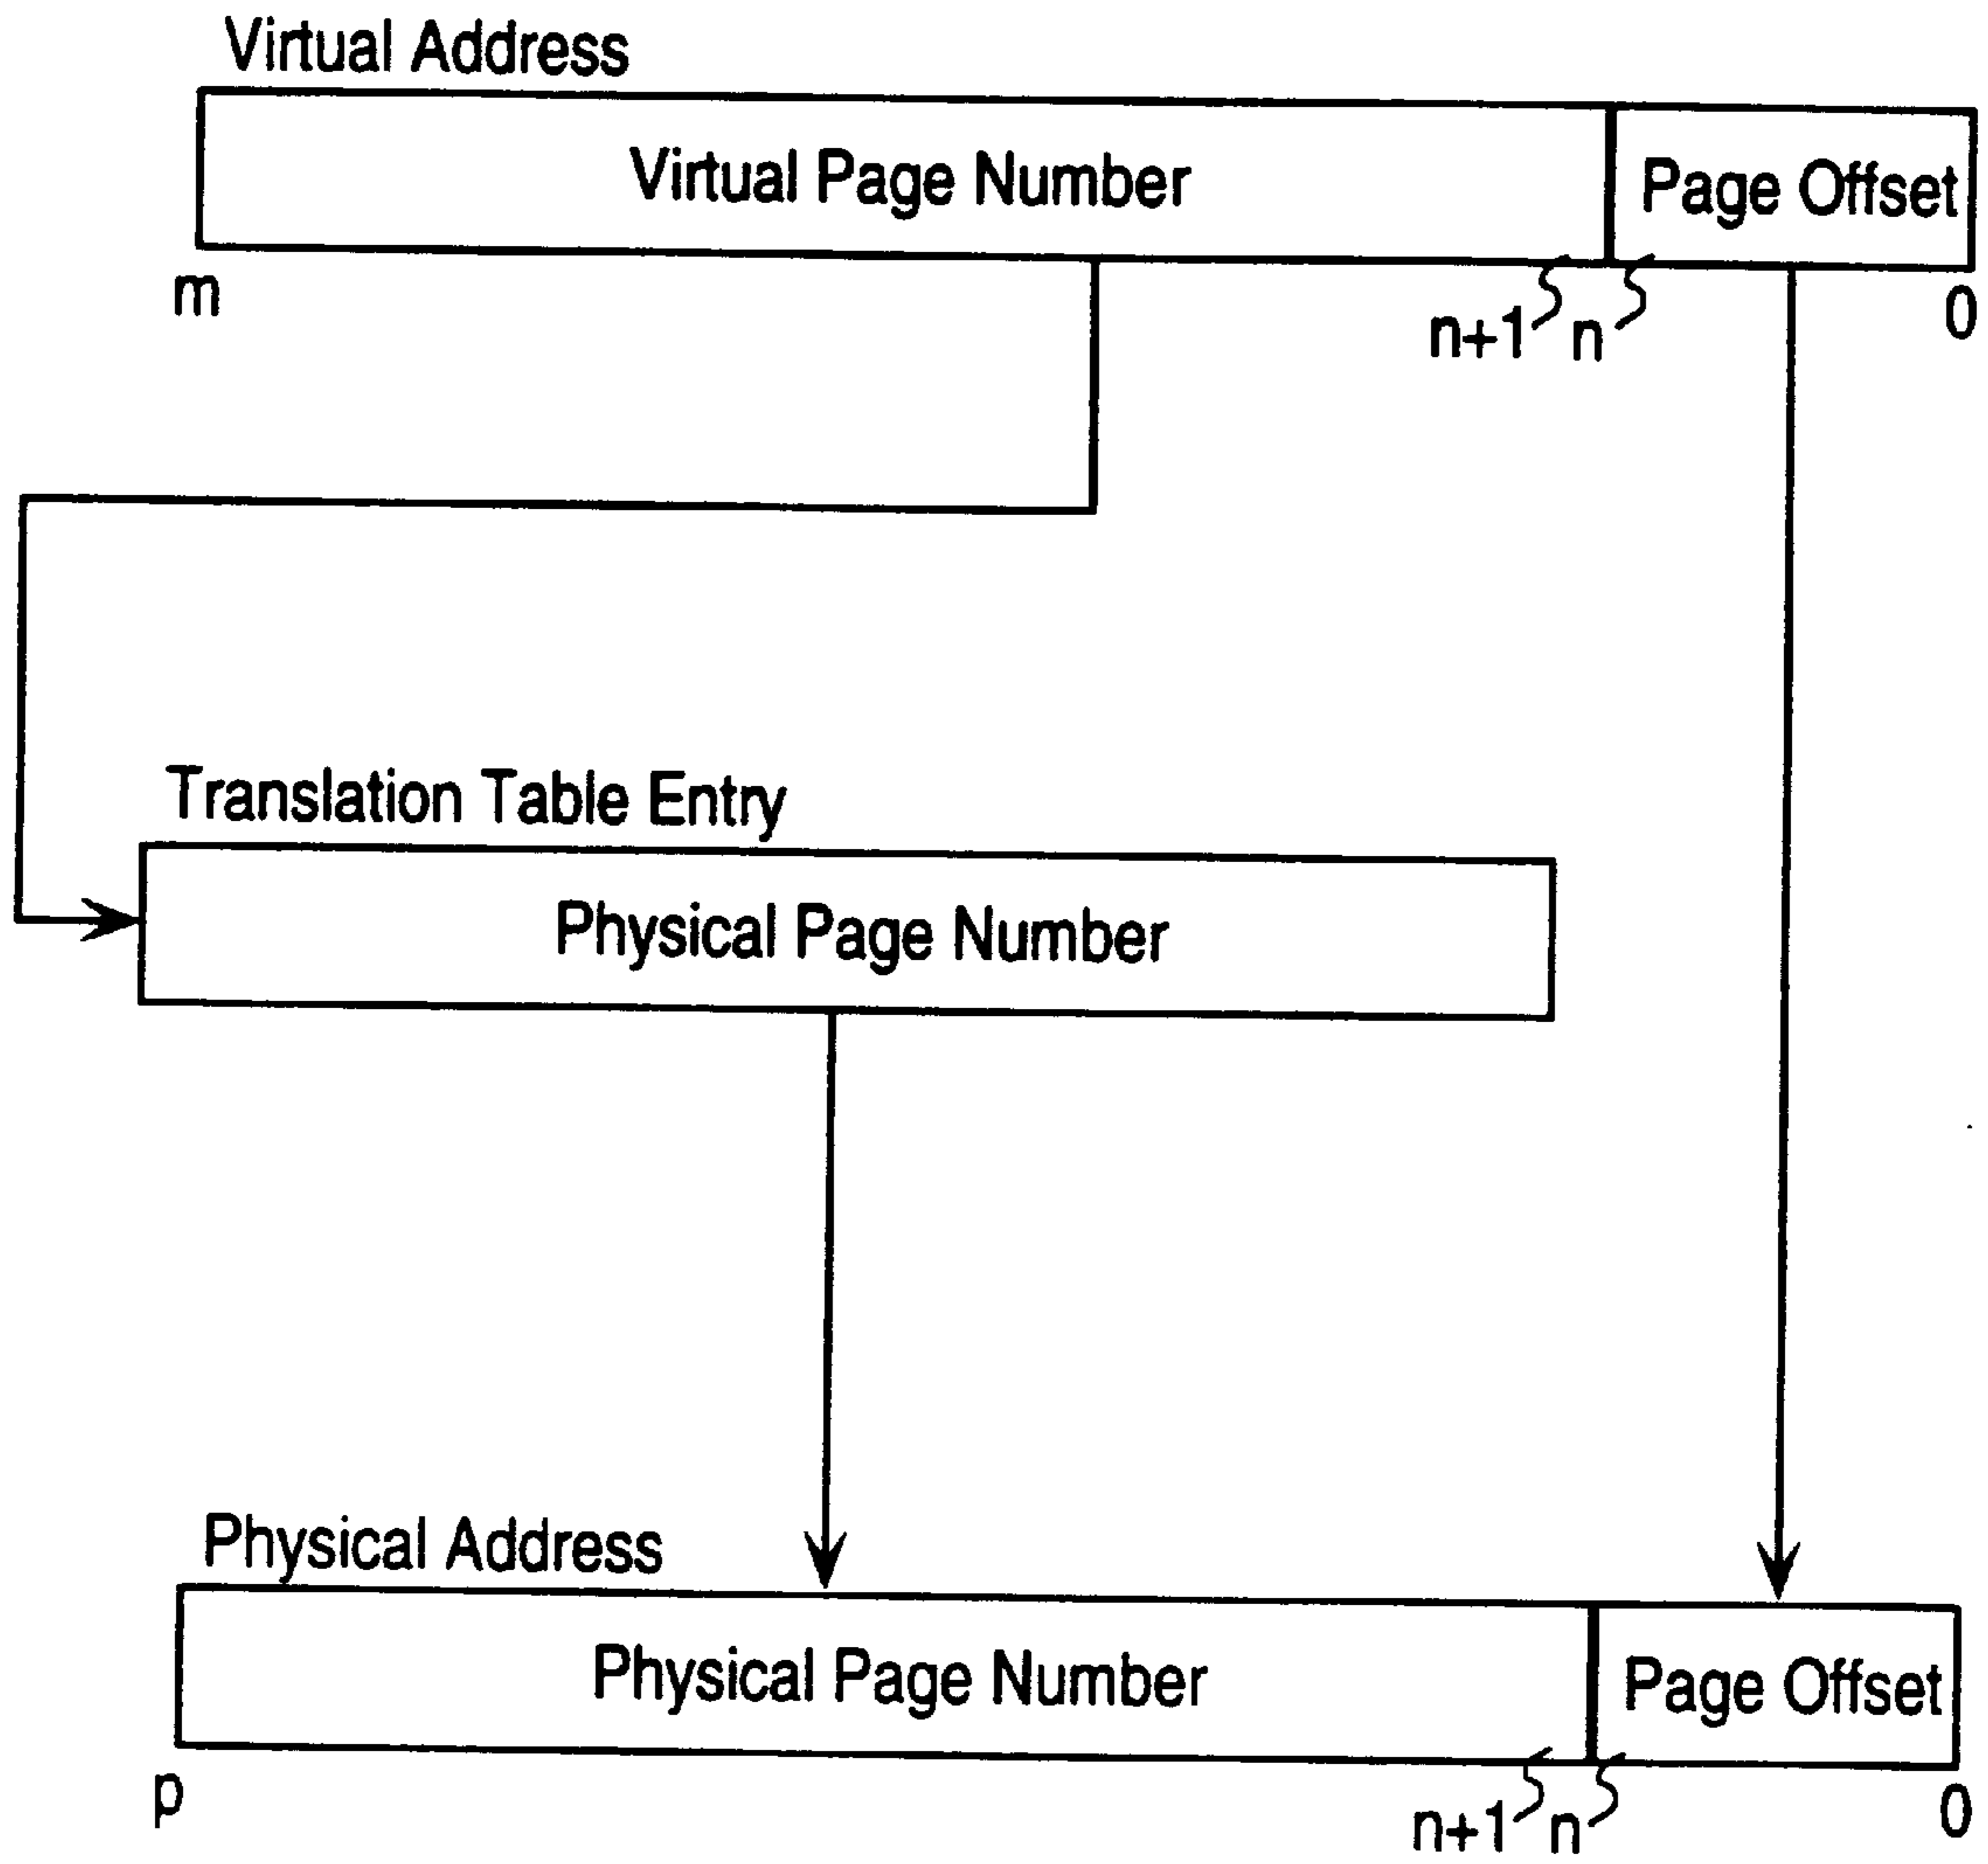 Virtual Address
Virtual Page Number
Page Offset
m
n+1
n
0
Translation Table Entry
Physical Page Number
Physical Address
Physical Page Number
Page Offset
p
n+1
n
0